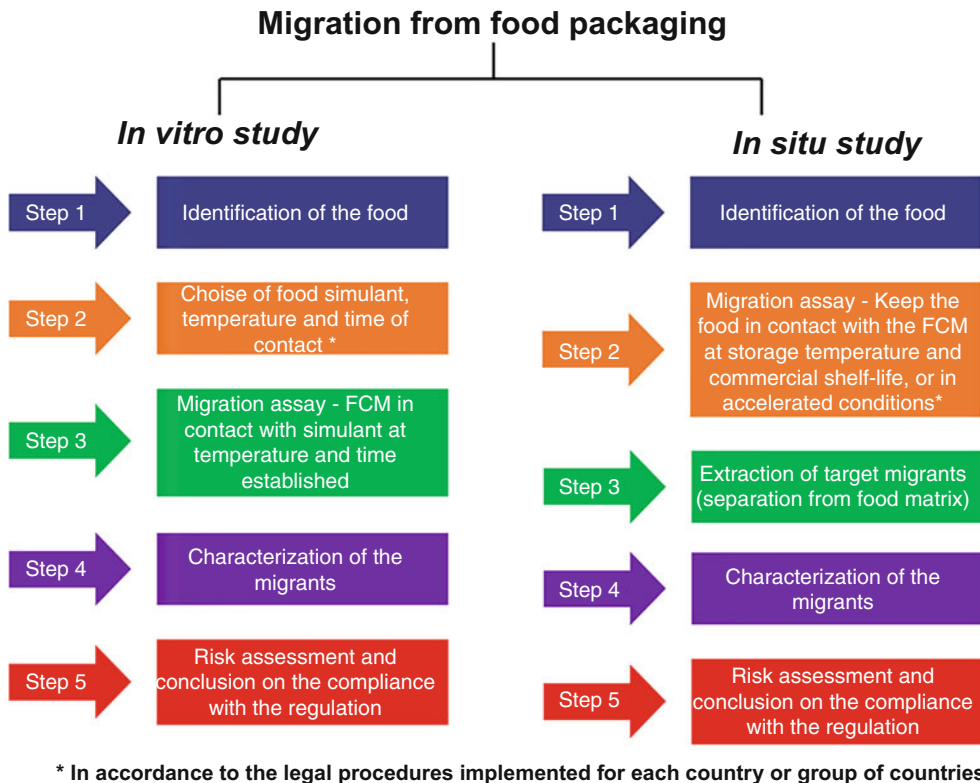 Migration from food packaging
In vitro study
Step 1
Identification of the food
Step 2
Choise of food simulant,
temperature and time of
contact *
Step 3
Migration assay - FCM in
contact with simulant at
temperature and time
established
Step 4
Characterization of the
migrants
Step 5
Risk assessment and
conclusion on the compliance
with the regulation
In situ study
Step 1
Identification of the food
Step 2
Migration assay - Keep the
food in contact with the FCM
at storage temperature and
commercial shelf-life, or in
accelerated conditions*
Step 3
Extraction of target migrants
(separation from food matrix)
Step 4
Characterization of the
migrants
Step 5
Risk assessment and
conclusion on the compliance
with the regulation
* In accordance to the legal procedures implemented for each country or group of countries